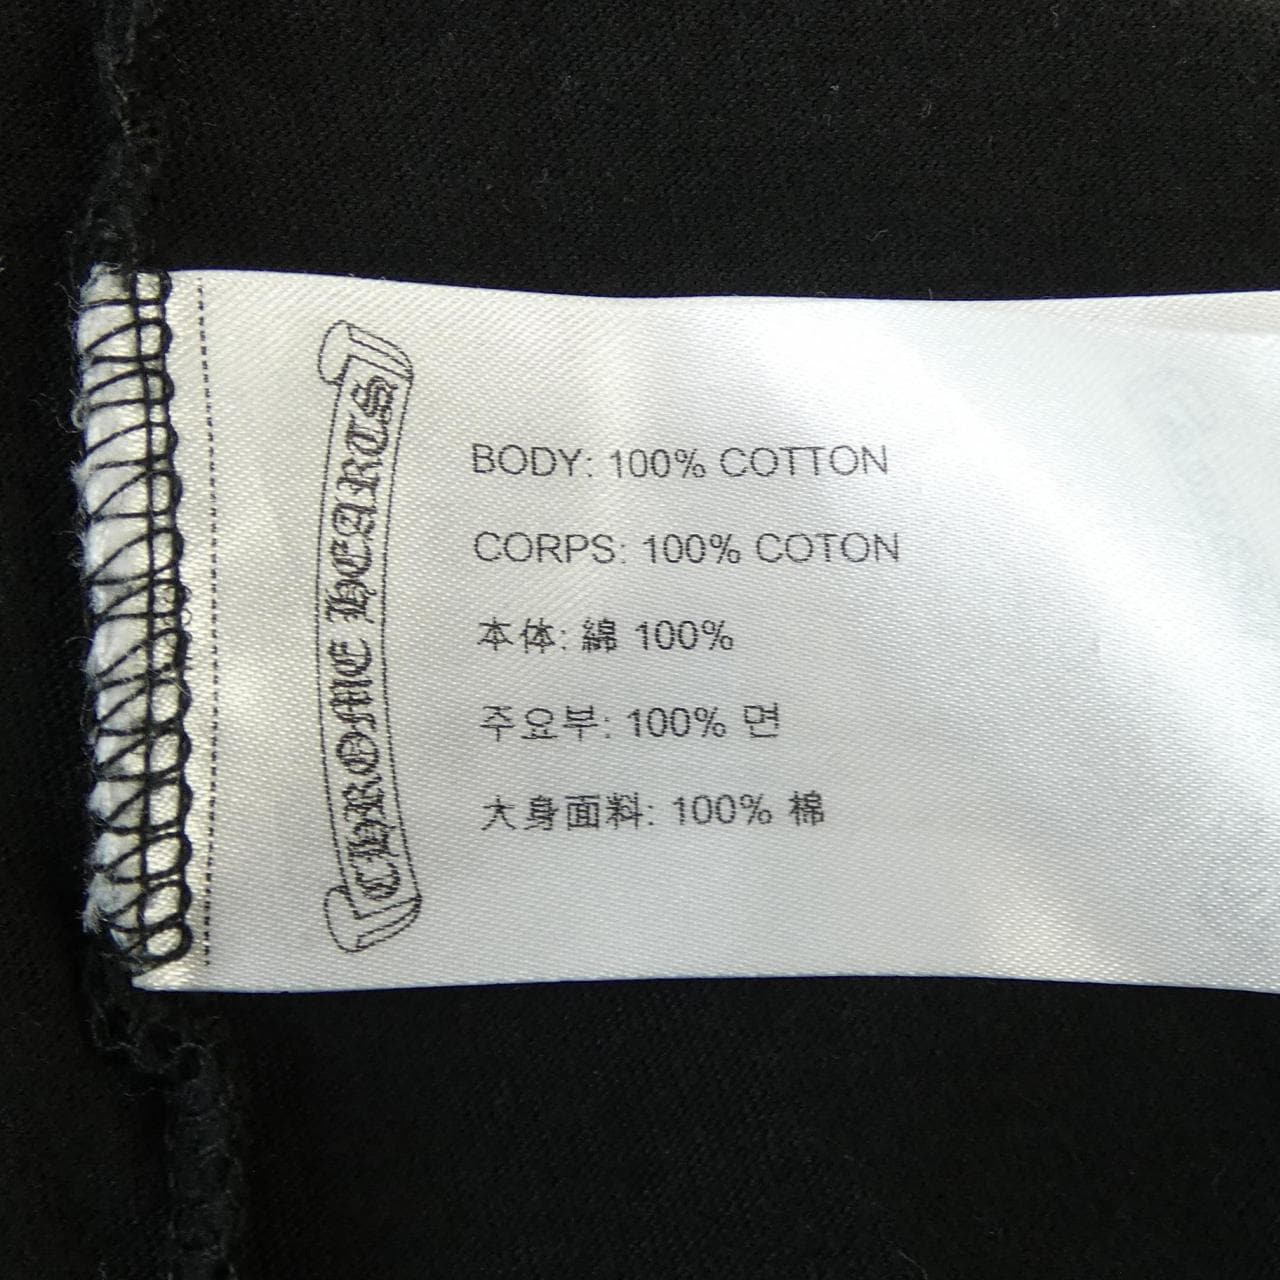 CHROME HEARTS
BODY: 100% COTTON
CORPS: 100% COTON
本体: 綿 100%
주요부: 100% 면
大身面料: 100% 棉